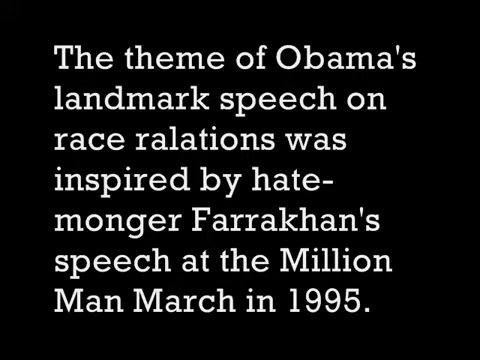 The theme of Obama's
landmark speech on
race ralations was
inspired by hate-
monger Farrakhan's
speech at the Million
Man March in 1995.